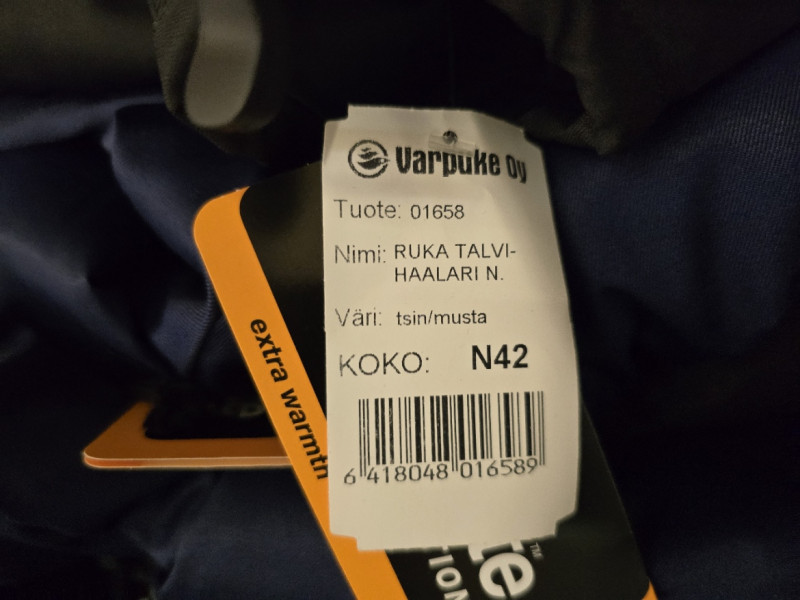 Varpuke Oy
Tuote: 01658
Nimi: RUKA TALVI-
HAALARI N.
Väri: tsin/musta
KOKO: N42
6 418048 016589
extra warmth